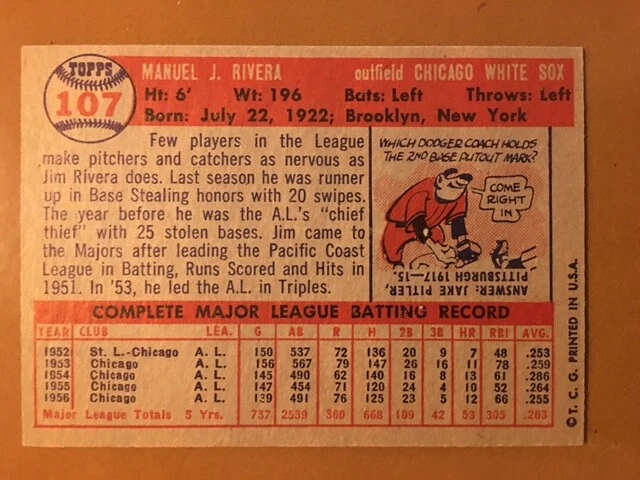 TOPPS
107
MANUEL J. RIVERA outfield CHICAGO WHITE SOX
Ht: 6' Wt: 196 Bats: Left Throws: Left
Born: July 22, 1922; Brooklyn, New York
Few players in the League
make pitchers and catchers as nervous as
Jim Rivera does. Last season he was runner
up in Base Stealing honors with 20 swipes.
The year before he was the A.L.'s "chief
thief" with 25 stolen bases. Jim came to
the Majors after leading the Pacific Coast
League in Batting, Runs Scored and Hits in
1951. In '53, he led the A.L. in Triples.
WHICH DODGER COACH HOLDS
THE 2ND BASE PUTOUT MARK?
COME
RIGHT
IN
ANSWER: JAKE PITLER,
PITTSBURGH 1917—15.
COMPLETE MAJOR LEAGUE BATTING RECORD
YEAR CLUB LEA. G AB R H 2B 3B HR RBI AVG.
1952 St. L.-Chicago A. L. 150 537 72 136 20 9 7 48 .253
1953 Chicago A. L. 156 567 79 147 26 16 11 78 .259
1954 Chicago A. L. 145 490 62 140 16 8 13 61 .286
1955 Chicago A. L. 147 454 71 120 24 4 10 52 .264
1956 Chicago A. L. 139 491 76 125 23 5 12 66 .255
Major League Totals 5 Yrs. 737 2539 360 668 109 42 53 305 .263
© T. C. G. PRINTED IN U.S.A.